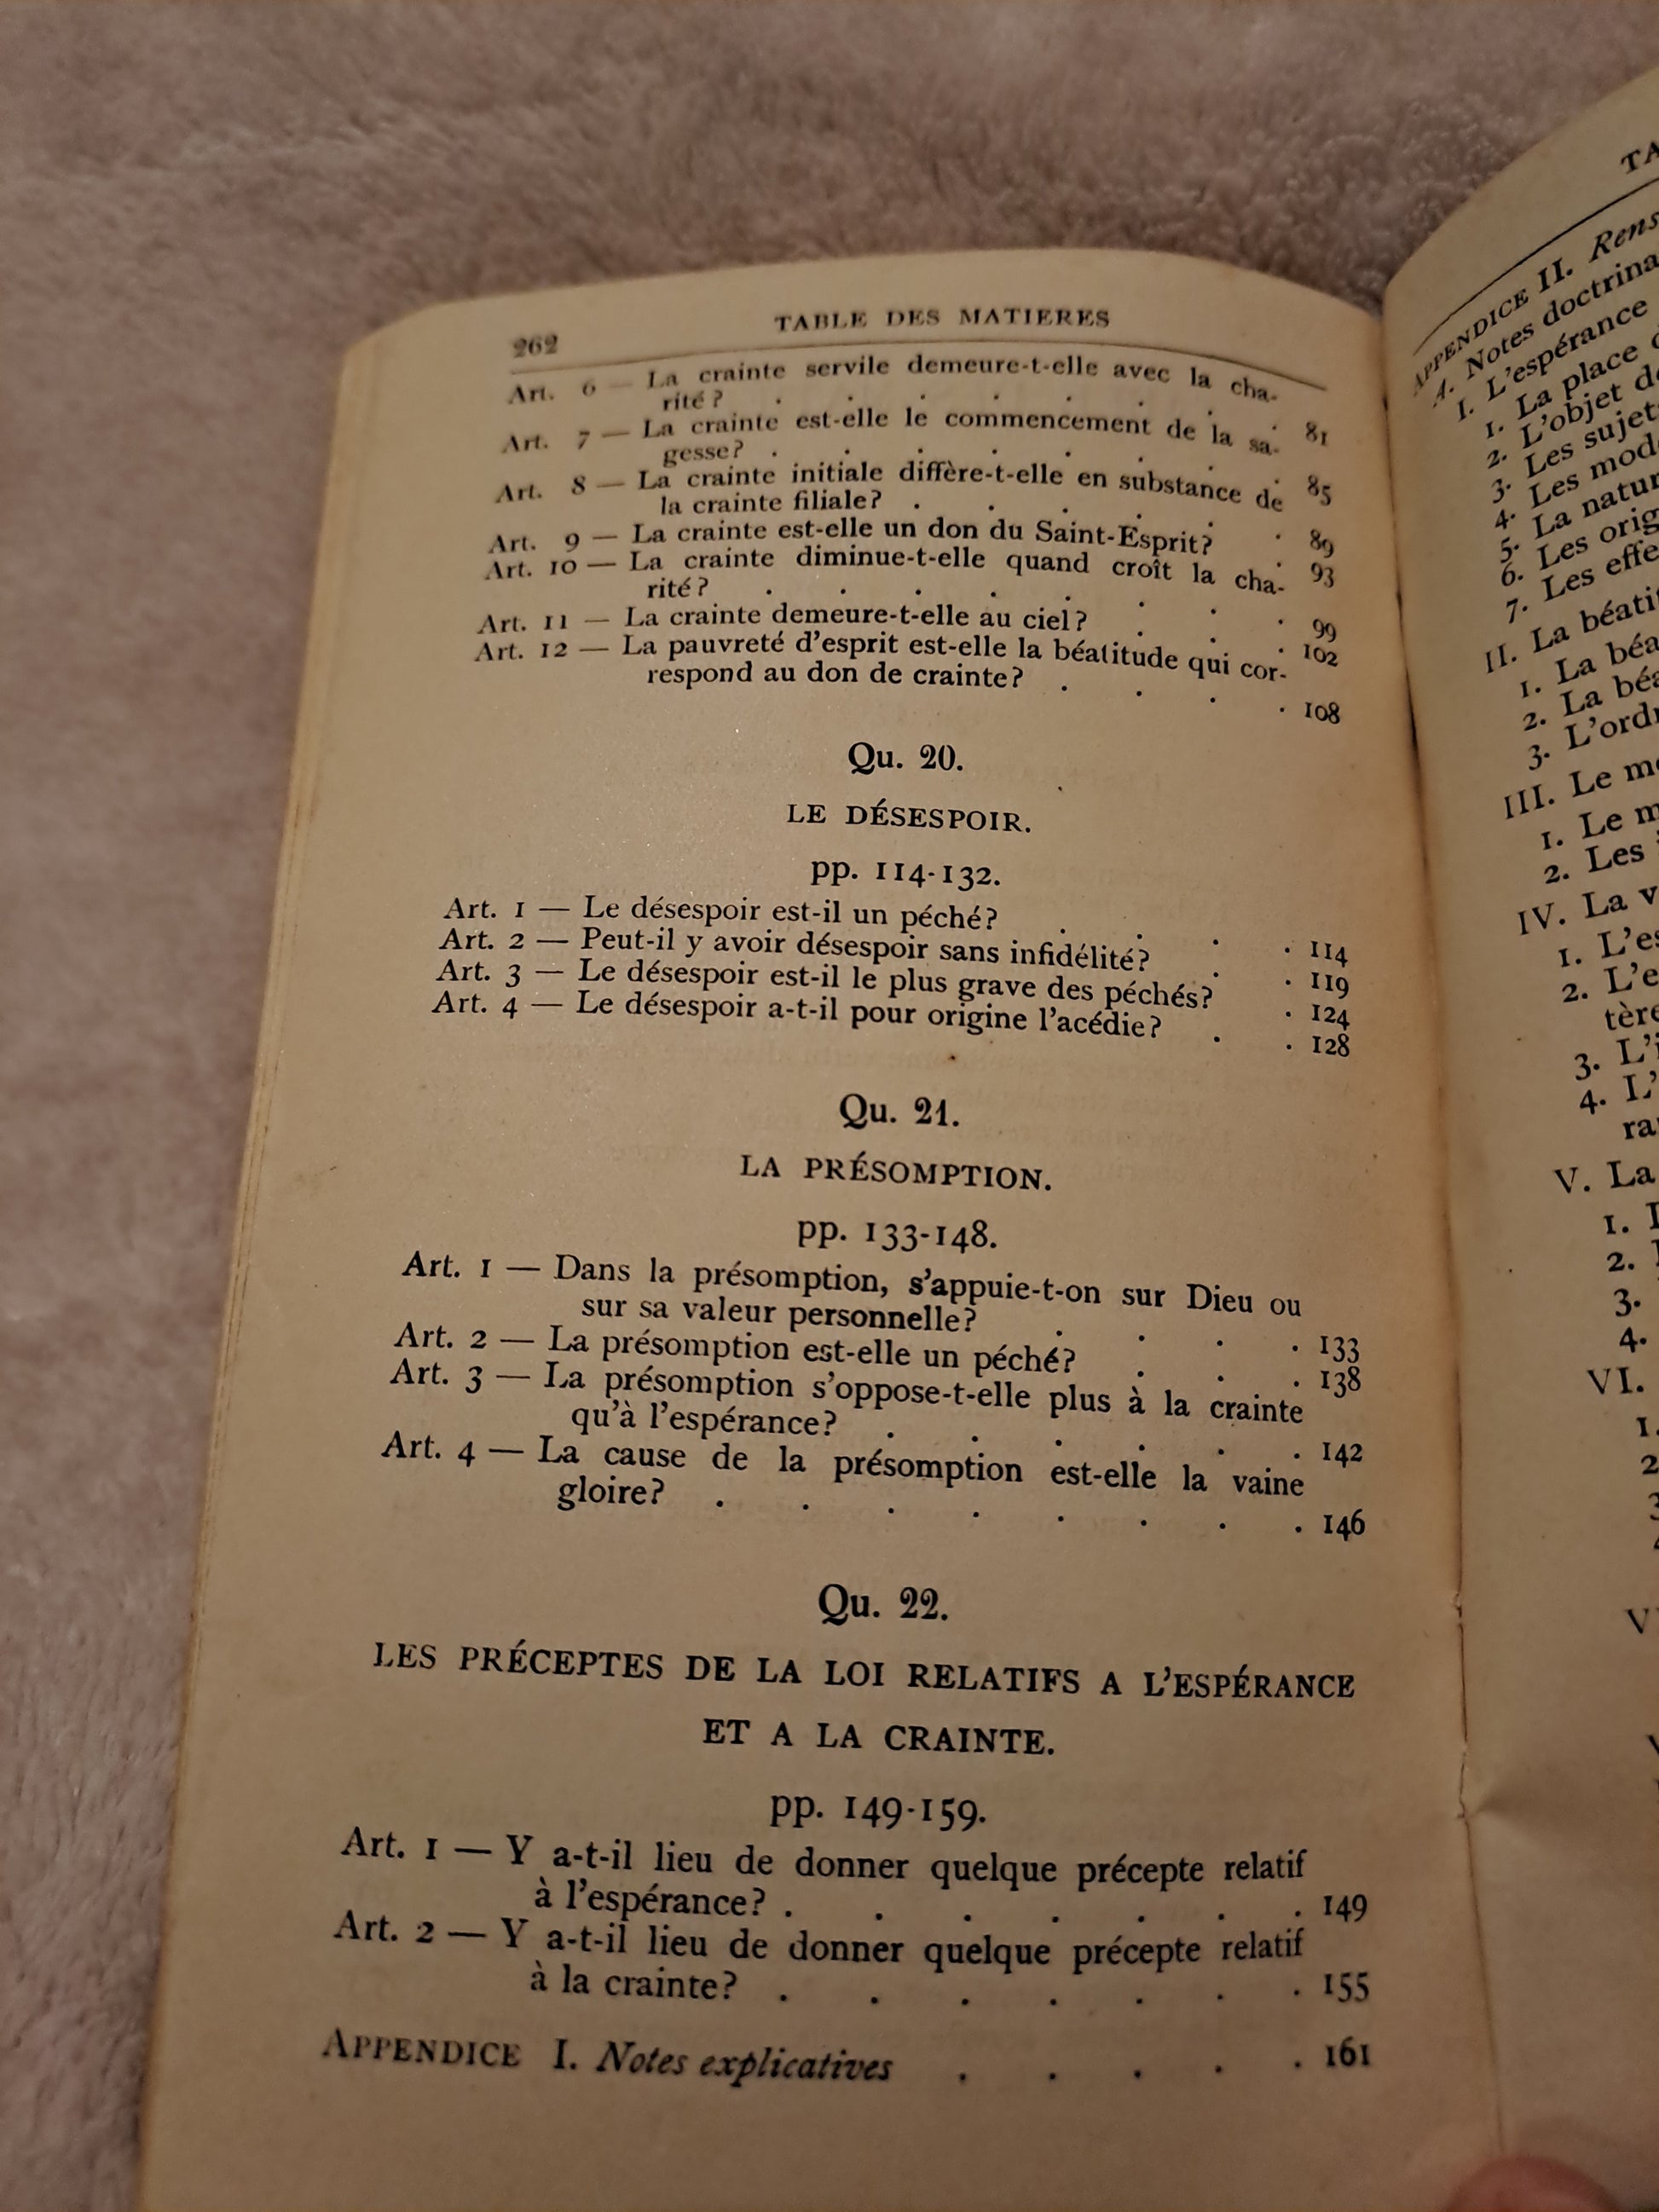 262
TABLE DES MATIERES
Art. 6 — La crainte servile demeure-t-elle avec la cha-
rité ? . . . . . . . . 81
Art. 7 — La crainte est-elle le commencement de la sa-
gesse? . . . . . . . . 85
Art. 8 — La crainte initiale diffère-t-elle en substance de
la crainte filiale? . . . . . . 89
Art. 9 — La crainte est-elle un don du Saint-Esprit? . 93
Art. 10 — La crainte diminue-t-elle quand croît la cha-
rité ? . . . . . . . . 99
Art. 11 — La crainte demeure-t-elle au ciel? . . . 102
Art. 12 — La pauvreté d'esprit est-elle la béatitude qui cor-
respond au don de crainte? . . . . 108
Qu. 20.
LE DÉSESPOIR.
pp. 114-132.
Art. 1 — Le désespoir est-il un péché? . . . . 114
Art. 2 — Peut-il y avoir désespoir sans infidélité? . . 119
Art. 3 — Le désespoir est-il le plus grave des péchés? . 124
Art. 4 — Le désespoir a-t-il pour origine l'acédie? . . 128
Qu. 21.
LA PRÉSOMPTION.
pp. 133-148.
Art. 1 — Dans la présomption, s'appuie-t-on sur Dieu ou
sur sa valeur personnelle? . . . . 133
Art. 2 — La présomption est-elle un péché? . . . 138
Art. 3 — La présomption s'oppose-t-elle plus à la crainte
qu'à l'espérance? . . . . . . 142
Art. 4 — La cause de la présomption est-elle la vaine
gloire? . . . . . . . . 146
Qu. 22.
LES PRÉCEPTES DE LA LOI RELATIFS A L'ESPÉRANCE
ET A LA CRAINTE.
pp. 149-159.
Art. 1 — Y a-t-il lieu de donner quelque précepte relatif
à l'espérance? . . . . . . . 149
Art. 2 — Y a-t-il lieu de donner quelque précepte relatif
à la crainte? . . . . . . . 155
APPENDICE I. Notes explicatives . . . . . 161
APPENDICE II.
A. Notes
I. L'espérance
1. La place
2. L'objet
3. Les sujets
4. Les
5. La
6. Les
7. Les
II. La
1. La
2. La
3.
III. Le
1. Le
2. Les
IV. La
1.
2.
3.
4.
V. La
1.
2.
3.
4.
VI.
1.